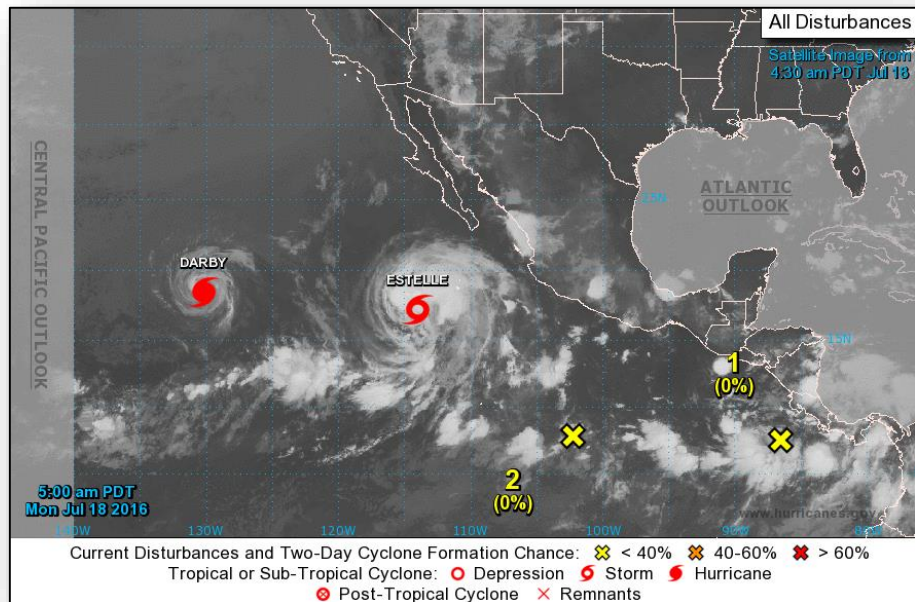 All Disturbances
Satellite Image from
4:30 am PDT Jul 18
CENTRAL PACIFIC OUTLOOK
25N
ATLANTIC
OUTLOOK
DARBY
ESTELLE
15N
1
(0%)
2
(0%)
5:00 am PDT
Mon Jul 18 2016
www.hurricanes.gov
140W
130W
120W
110W
100W
90W
80W
Current Disturbances and Two-Day Cyclone Formation Chance: < 40% 40-60% > 60%
Tropical or Sub-Tropical Cyclone: Depression Storm Hurricane
Post-Tropical Cyclone Remnants